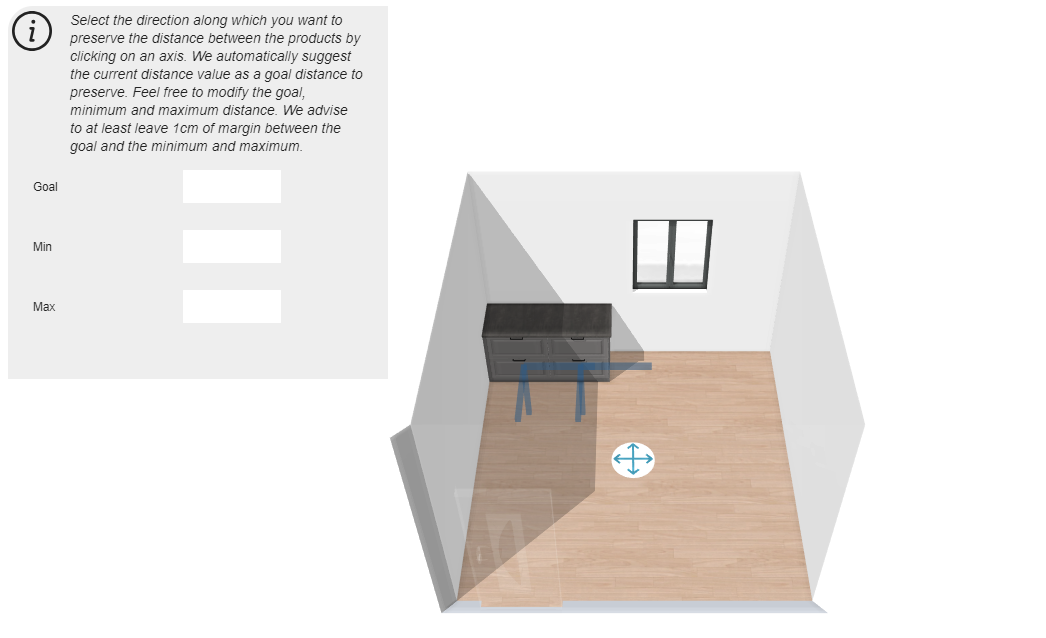 i
Select the direction along which you want to
preserve the distance between the products by
clicking on an axis. We automatically suggest
the current distance value as a goal distance to
preserve. Feel free to modify the goal,
minimum and maximum distance. We advise
to at least leave 1cm of margin between the
goal and the minimum and maximum.
Goal
Min
Max